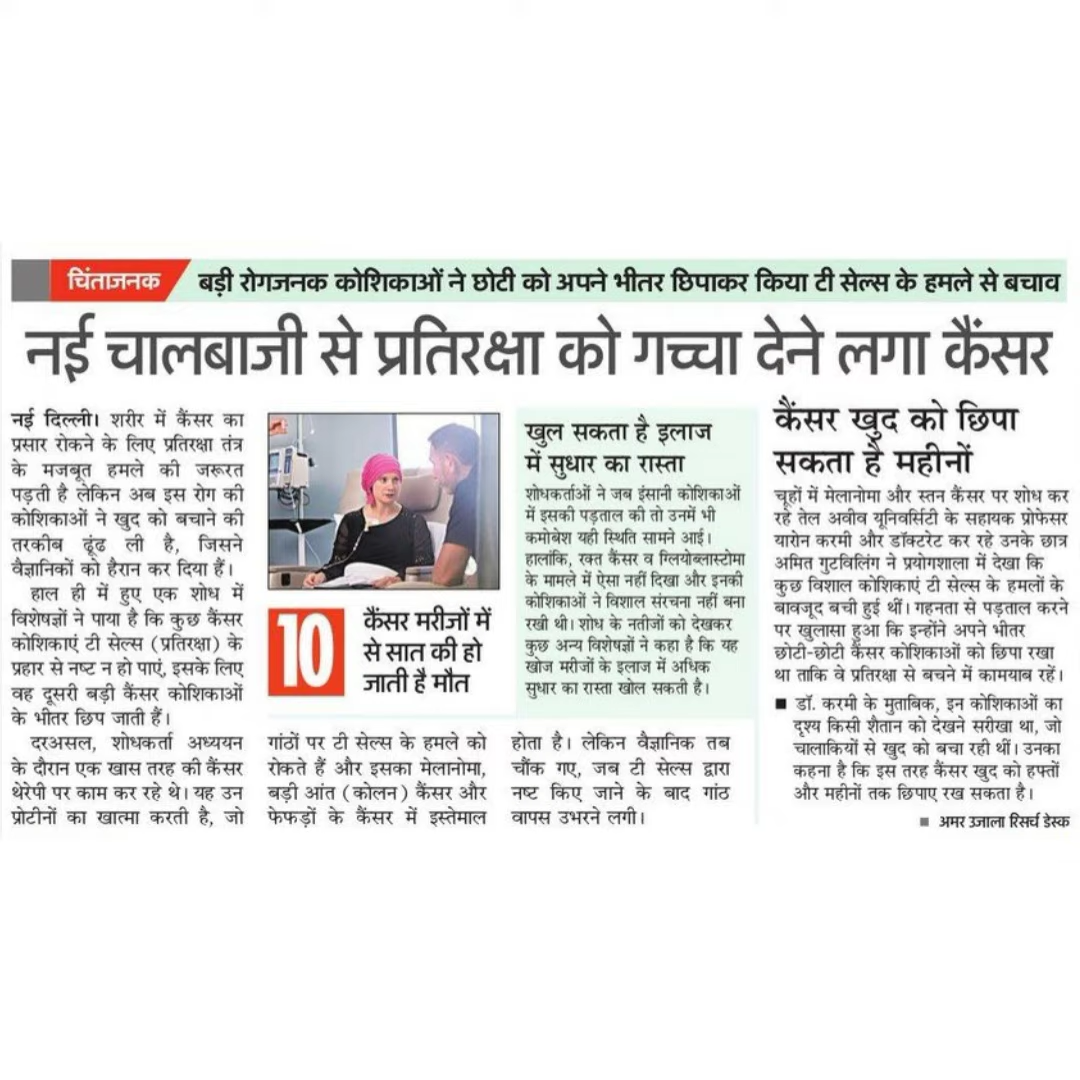 चिंताजनक
बड़ी रोगजनक कोशिकाओं ने छोटी को अपने भीतर छिपाकर किया टी सेल्स के हमले से बचाव
नई चालबाजी से प्रतिरक्षा को गच्चा देने लगा कैंसर
नई दिल्ली। शरीर में कैंसर का
प्रसार रोकने के लिए प्रतिरक्षा तंत्र
के मजबूत हमले की जरूरत
पड़ती है लेकिन अब इस रोग की
कोशिकाओं ने खुद को बचाने की
तरकीब ढूंढ ली है, जिसने
वैज्ञानिकों को हैरान कर दिया हैं।
हाल ही में हुए एक शोध में
विशेषज्ञों ने पाया है कि कुछ कैंसर
कोशिकाएं टी सेल्स (प्रतिरक्षा) के
प्रहार से नष्ट न हो पाएं, इसके लिए
वह दूसरी बड़ी कैंसर कोशिकाओं
के भीतर छिप जाती हैं।
दरअसल, शोधकर्ता अध्ययन
के दौरान एक खास तरह की कैंसर
थेरेपी पर काम कर रहे थे। यह उन
प्रोटीनों का खात्मा करती है, जो
10
कैंसर मरीजों में
से सात की हो
जाती है मौत
गांठों पर टी सेल्स के हमले को
रोकते हैं और इसका मेलानोमा,
बड़ी आंत (कोलन) कैंसर और
फेफड़ों के कैंसर में इस्तेमाल
होता है। लेकिन वैज्ञानिक तब
चौंक गए, जब टी सेल्स द्वारा
नष्ट किए जाने के बाद गांठ
वापस उभरने लगी।
खुल सकता है इलाज
में सुधार का रास्ता
शोधकर्ताओं ने जब इंसानी कोशिकाओं
में इसकी पड़ताल की तो उनमें भी
कमोबेश यही स्थिति सामने आई।
हालांकि, रक्त कैंसर व ग्लियोब्लास्टोमा
के मामले में ऐसा नहीं दिखा और इनकी
कोशिकाओं ने विशाल संरचना नहीं बना
रखी थी। शोध के नतीजों को देखकर
कुछ अन्य विशेषज्ञों ने कहा है कि यह
खोज मरीजों के इलाज में अधिक
सुधार का रास्ता खोल सकती है।
कैंसर खुद को छिपा
सकता है महीनों
चूहों में मेलानोमा और स्तन कैंसर पर शोध कर
रहे तेल अवीव यूनिवर्सिटी के सहायक प्रोफेसर
यारोन करमी और डॉक्टरेट कर रहे उनके छात्र
अमित गुटविलिंग ने प्रयोगशाला में देखा कि
कुछ विशाल कोशिकाएं टी सेल्स के हमलों के
बावजूद बची हुई थीं। गहनता से पड़ताल करने
पर खुलासा हुआ कि इन्होंने अपने भीतर
छोटी-छोटी कैंसर कोशिकाओं को छिपा रखा
था ताकि वे प्रतिरक्षा से बचने में कामयाब रहें।
■ डॉ. करमी के मुताबिक, इन कोशिकाओं का
दृश्य किसी शैतान को देखने सरीखा था, जो
चालाकियों से खुद को बचा रही थीं। उनका
कहना है कि इस तरह कैंसर खुद को हफ्तों
और महीनों तक छिपाए रख सकता है।
■ अमर उजाला रिसर्च डेस्क